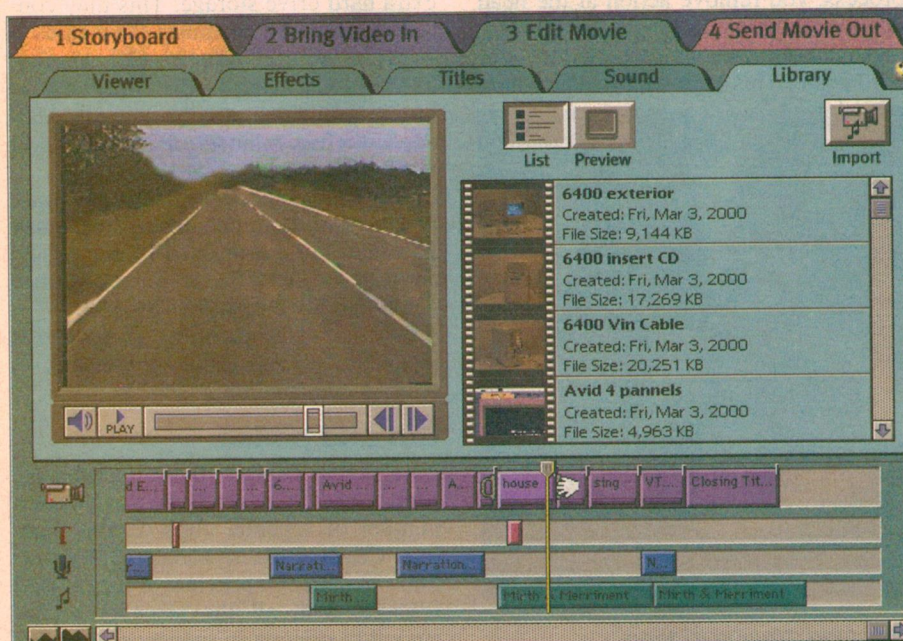 1 Storyboard
2 Bring Video In
3 Edit Movie
4 Send Movie Out
Viewer
Effects
Titles
Sound
Library
List
Preview
Import
6400 exterior
Created: Fri, Mar 3, 2000
File Size: 9,144 KB
6400 insert CD
Created: Fri, Mar 3, 2000
File Size: 17,269 KB
6400 Vin Cable
Created: Fri, Mar 3, 2000
File Size: 20,251 KB
Avid 4 pannels
Created: Fri, Mar 3, 2000
File Size: 4,963 KB
PLAY
d E... ... ... ... 6... Avid ... ... ... A... house sing VT... Closing Tit...
T
r... Narrati... Narration... N...
Mirth ... Mirth & Merriment Mirth & Merriment